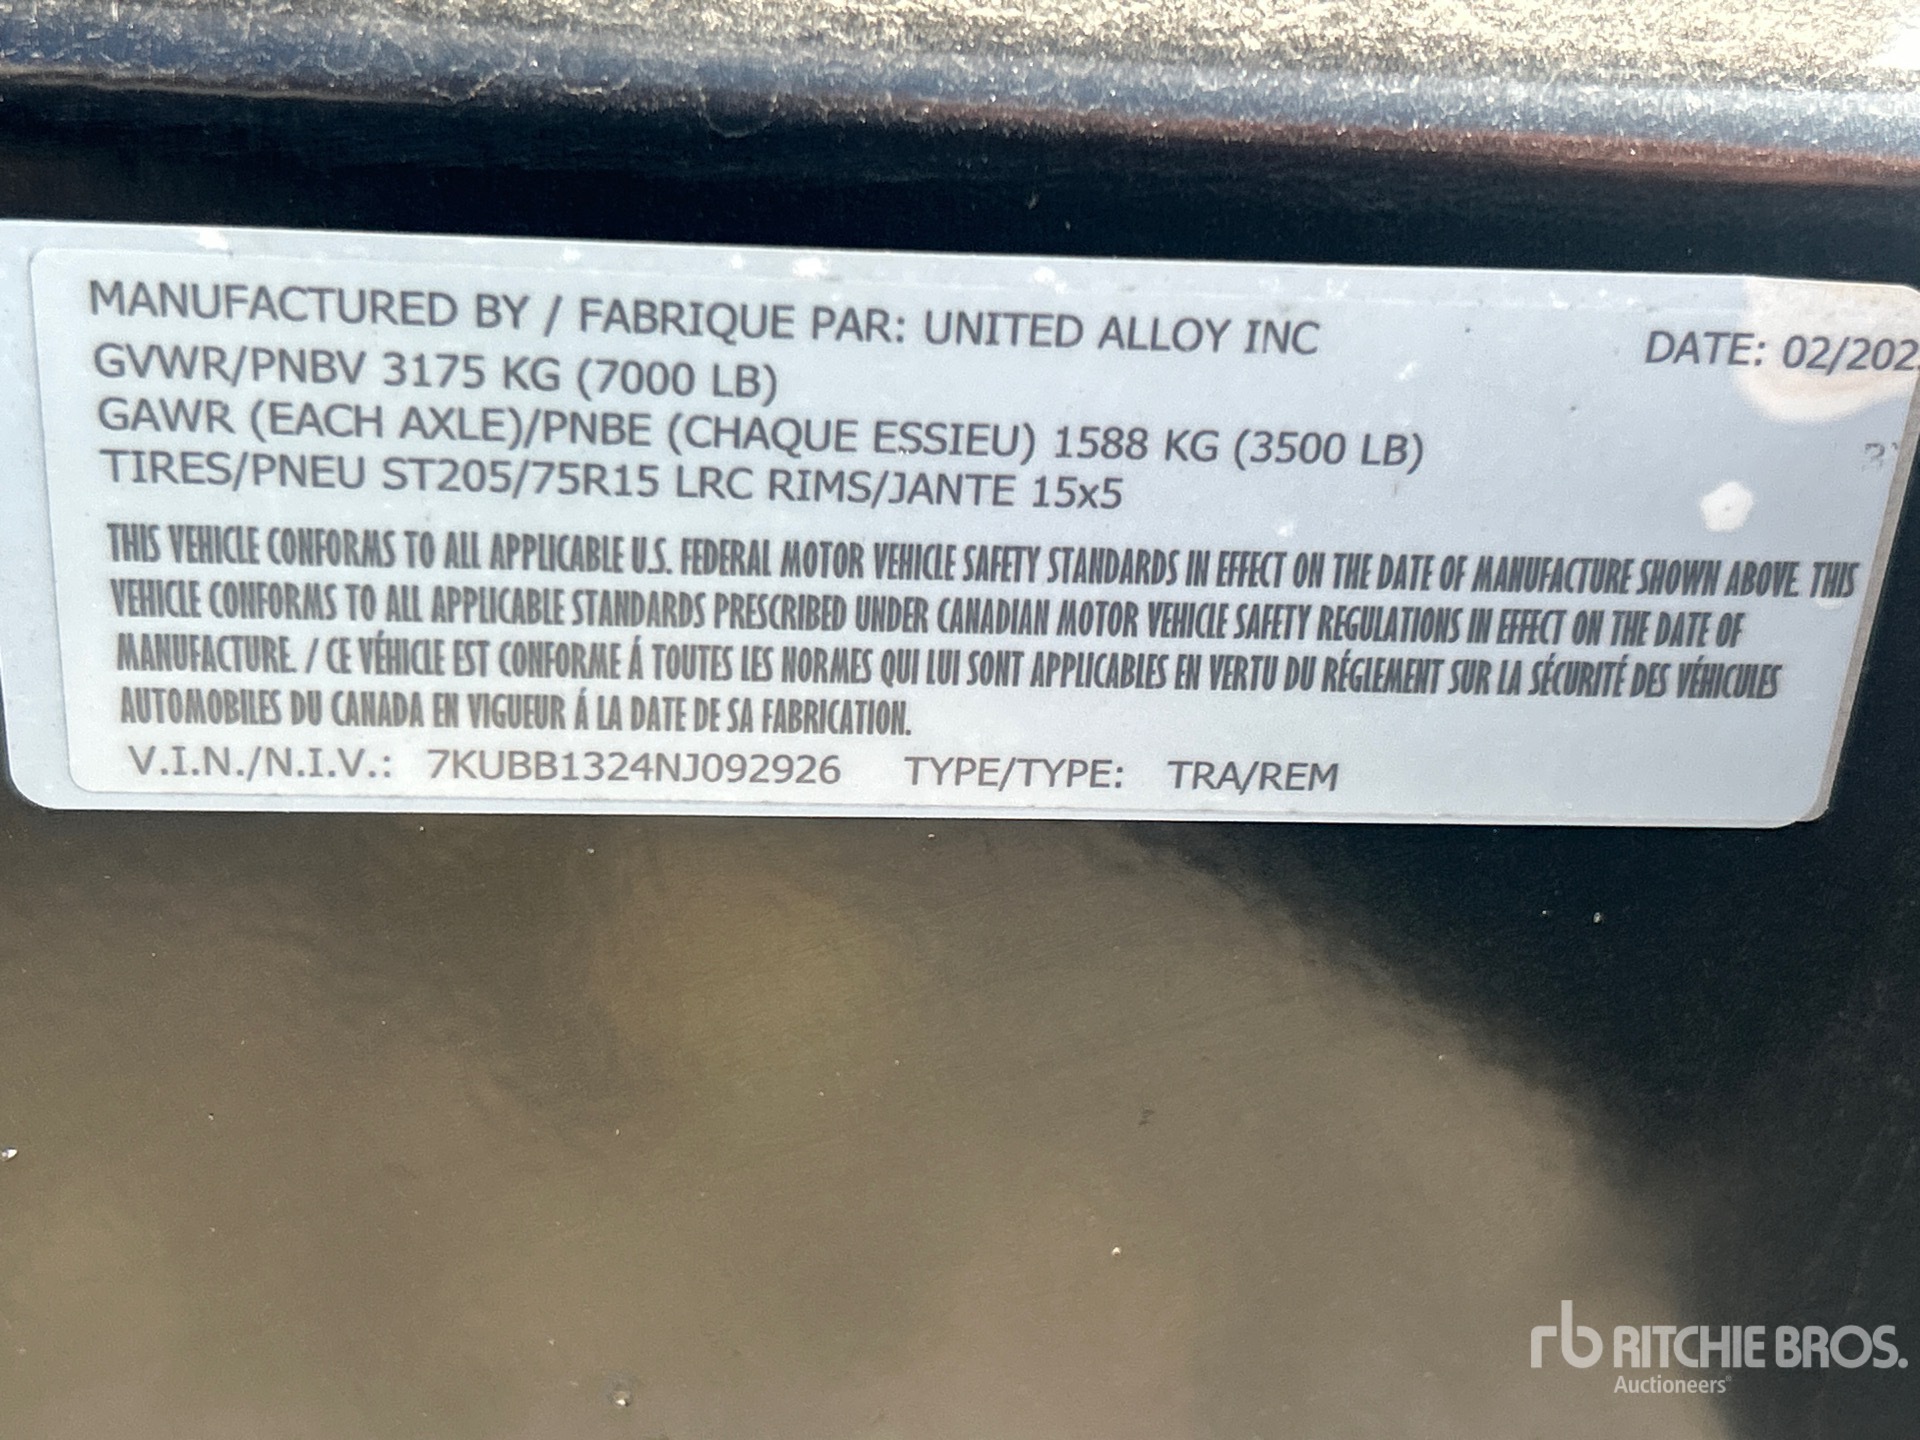 MANUFACTURED BY / FABRIQUE PAR: UNITED ALLOY INC DATE: 02/202
GVWR/PNBV 3175 KG (7000 LB)
GAWR (EACH AXLE)/PNBE (CHAQUE ESSIEU) 1588 KG (3500 LB)
TIRES/PNEU ST205/75R15 LRC RIMS/JANTE 15x5
THIS VEHICLE CONFORMS TO ALL APPLICABLE U.S. FEDERAL MOTOR VEHICLE SAFETY STANDARDS IN EFFECT ON THE DATE OF MANUFACTURE SHOWN ABOVE. THIS
VEHICLE CONFORMS TO ALL APPLICABLE STANDARDS PRESCRIBED UNDER CANADIAN MOTOR VEHICLE SAFETY REGULATIONS IN EFFECT ON THE DATE OF
MANUFACTURE. / CE VÉHICLE EST CONFORME Á TOUTES LES NORMES QUI LUI SONT APPLICABLES EN VERTU DU RÉGLEMENT SUR LA SÉCURITÉ DES VÉHICULES
AUTOMOBILES DU CANADA EN VIGUEUR Á LA DATE DE SA FABRICATION.
V.I.N./N.I.V.: 7KUBB1324NJ092926 TYPE/TYPE: TRA/REM
rb RITCHIE BROS.
Auctioneers